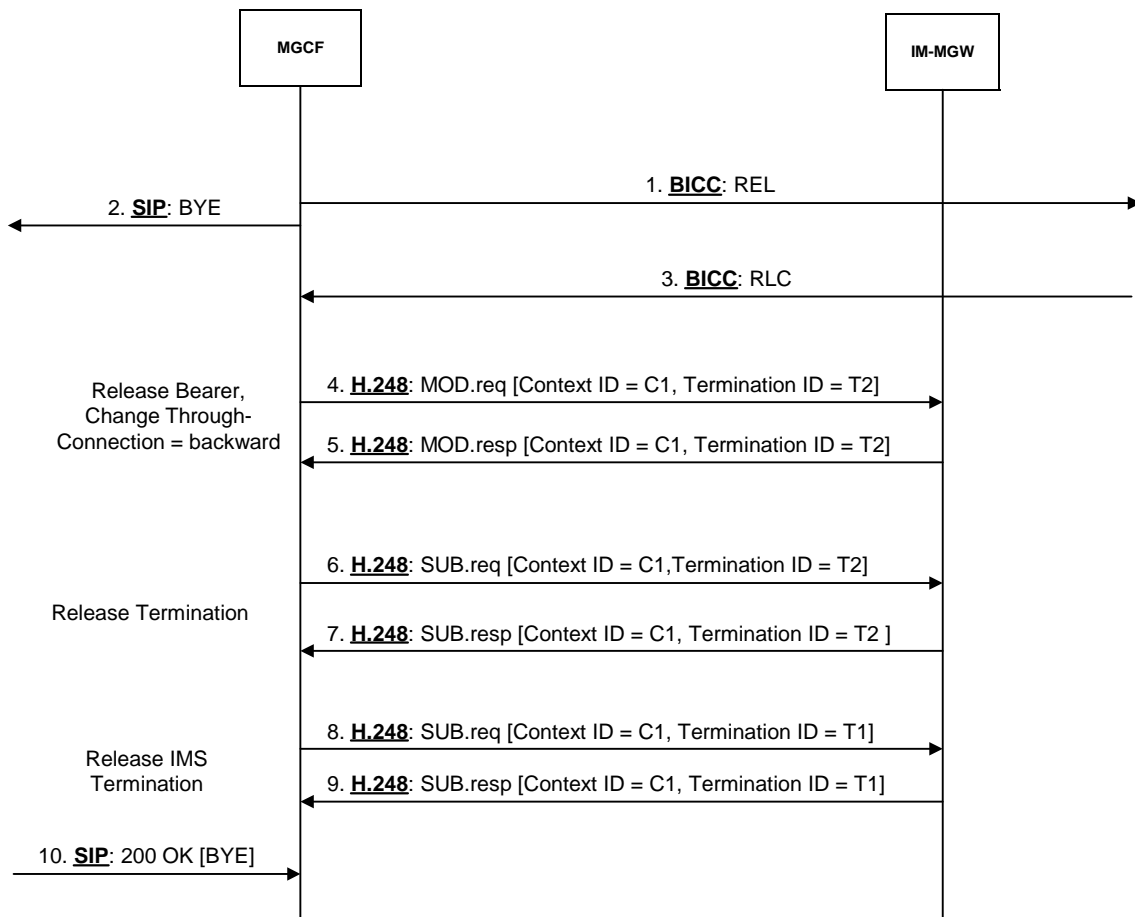 MGCF
IM-MGW
1. BICC: REL
2. SIP: BYE
3. BICC: RLC
Release Bearer,
Change Through-
Connection = backward
4. H.248: MOD.req [Context ID = C1, Termination ID = T2]
5. H.248: MOD.resp [Context ID = C1, Termination ID = T2]
6. H.248: SUB.req [Context ID = C1,Termination ID = T2]
Release Termination
7. H.248: SUB.resp [Context ID = C1, Termination ID = T2 ]
8. H.248: SUB.req [Context ID = C1, Termination ID = T1]
Release IMS
Termination
9. H.248: SUB.resp [Context ID = C1, Termination ID = T1]
10. SIP: 200 OK [BYE]